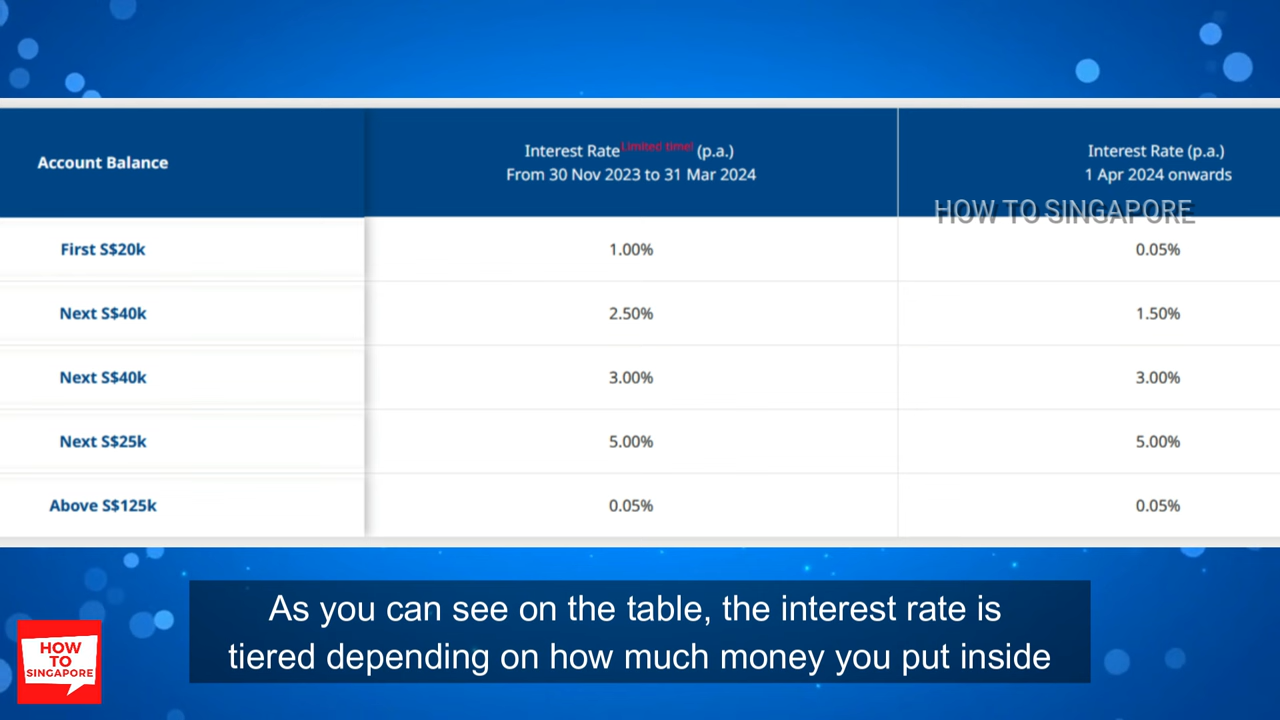 Account Balance
Interest Rate Limited time! (p.a.)
From 30 Nov 2023 to 31 Mar 2024
Interest Rate (p.a.)
1 Apr 2024 onwards
HOW TO SINGAPORE
First S$20k 1.00% 0.05%
Next S$40k 2.50% 1.50%
Next S$40k 3.00% 3.00%
Next S$25k 5.00% 5.00%
Above S$125k 0.05% 0.05%
As you can see on the table, the interest rate is
tiered depending on how much money you put inside
HOW
TO
SINGAPORE